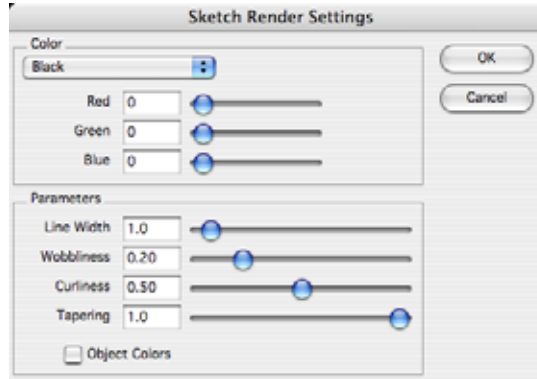 Sketch Render Settings
Color
Black
OK
Red 0
Cancel
Green 0
Blue 0
Parameters
Line Width 1.0
Wobbliness 0.20
Curliness 0.50
Tapering 1.0
Object Colors